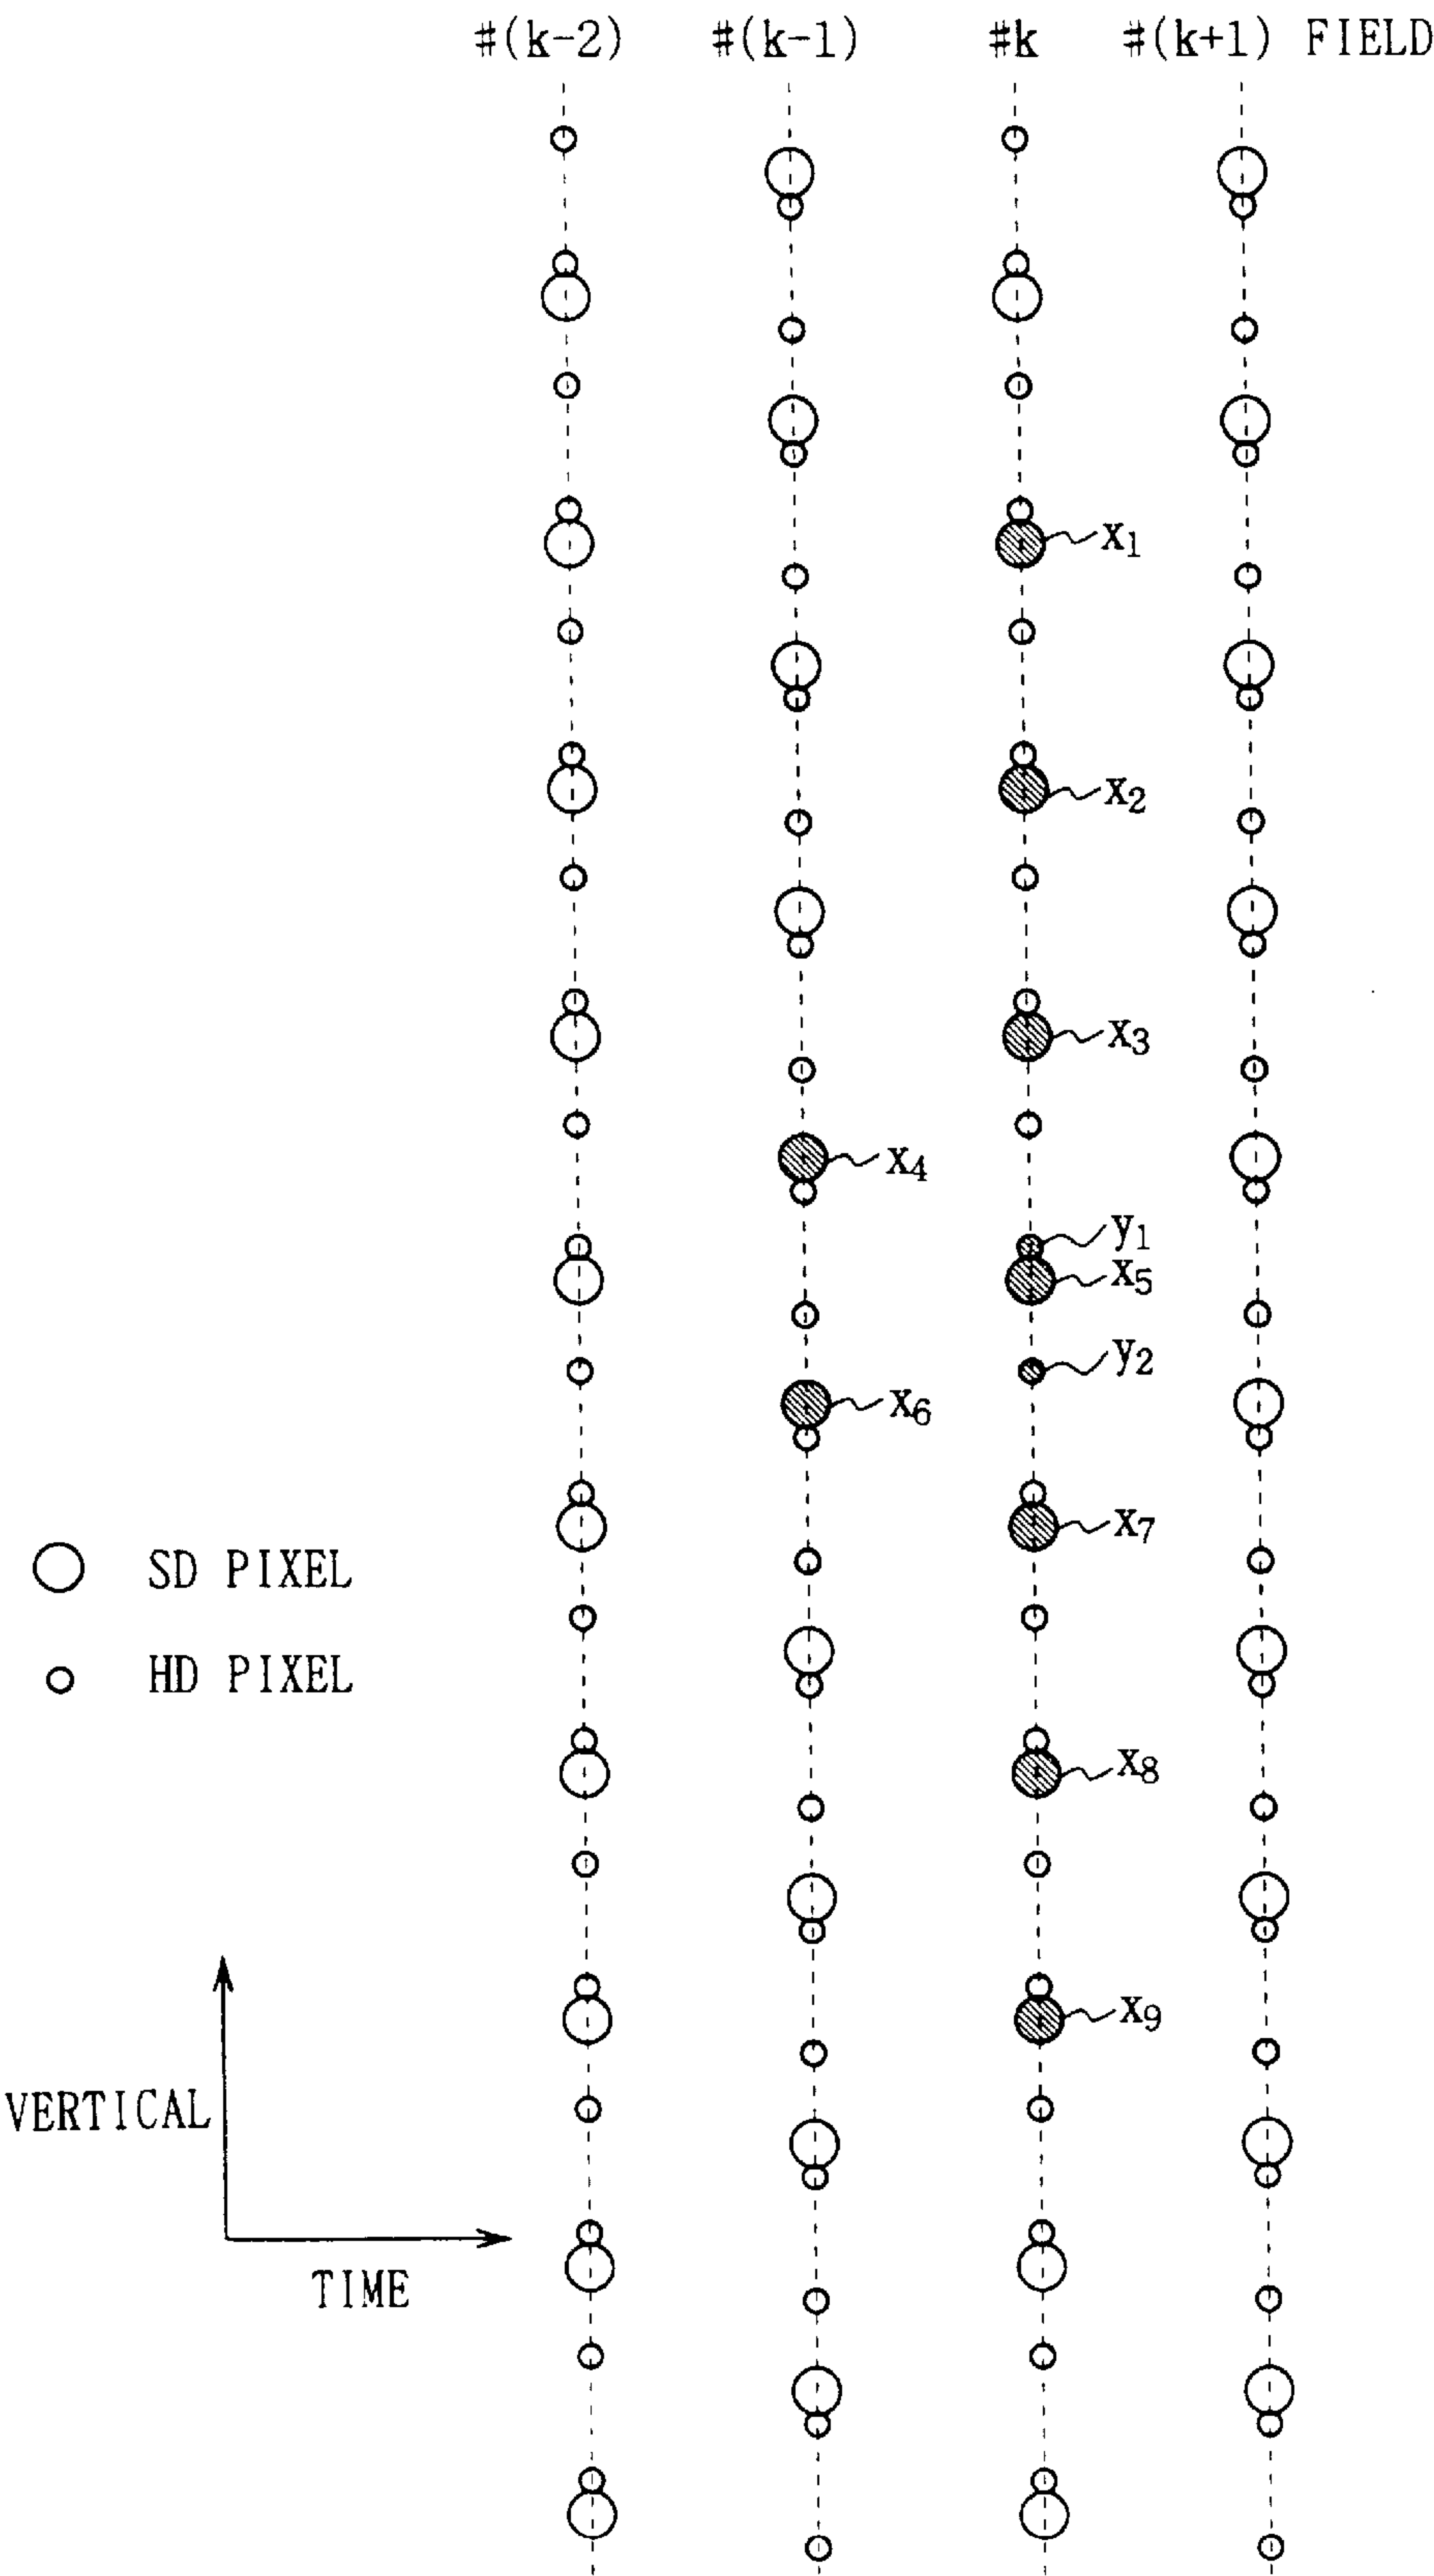 #(k-2) #(k-1) #k #(k+1) FIELD
x1
x2
x3
x4
y1
x5
y2
x6
x7
SD PIXEL
HD PIXEL
x8
x9
VERTICAL
TIME